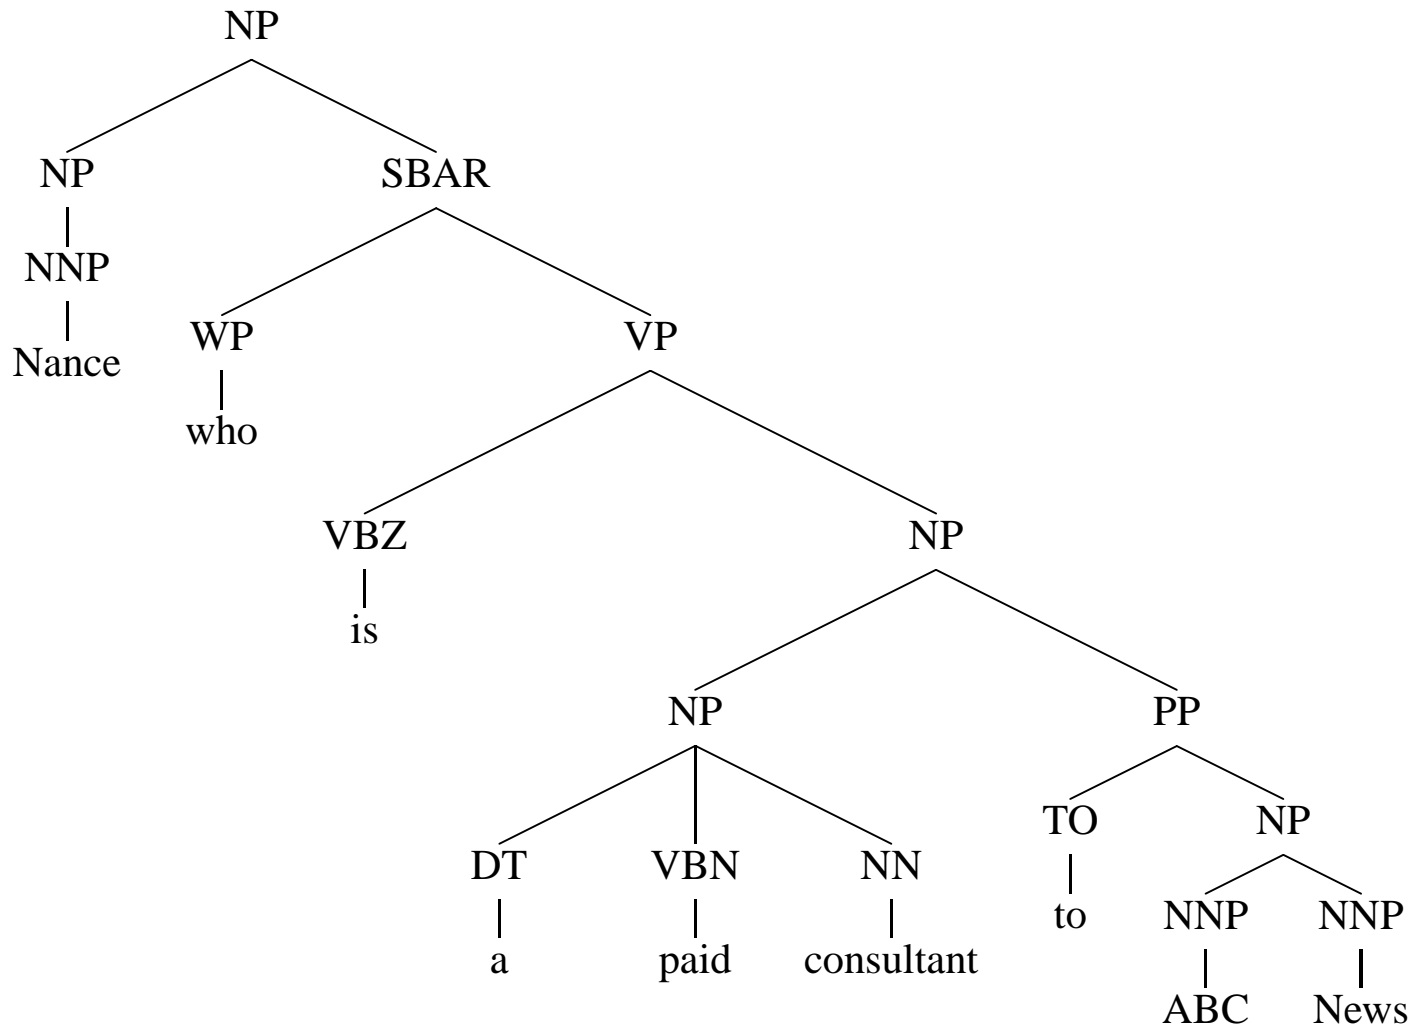 NP
NP SBAR
NNP
WP VP
Nance
who
VBZ NP
is
NP PP
TO NP
DT VBN NN
to NNP NNP
a paid consultant
ABC News